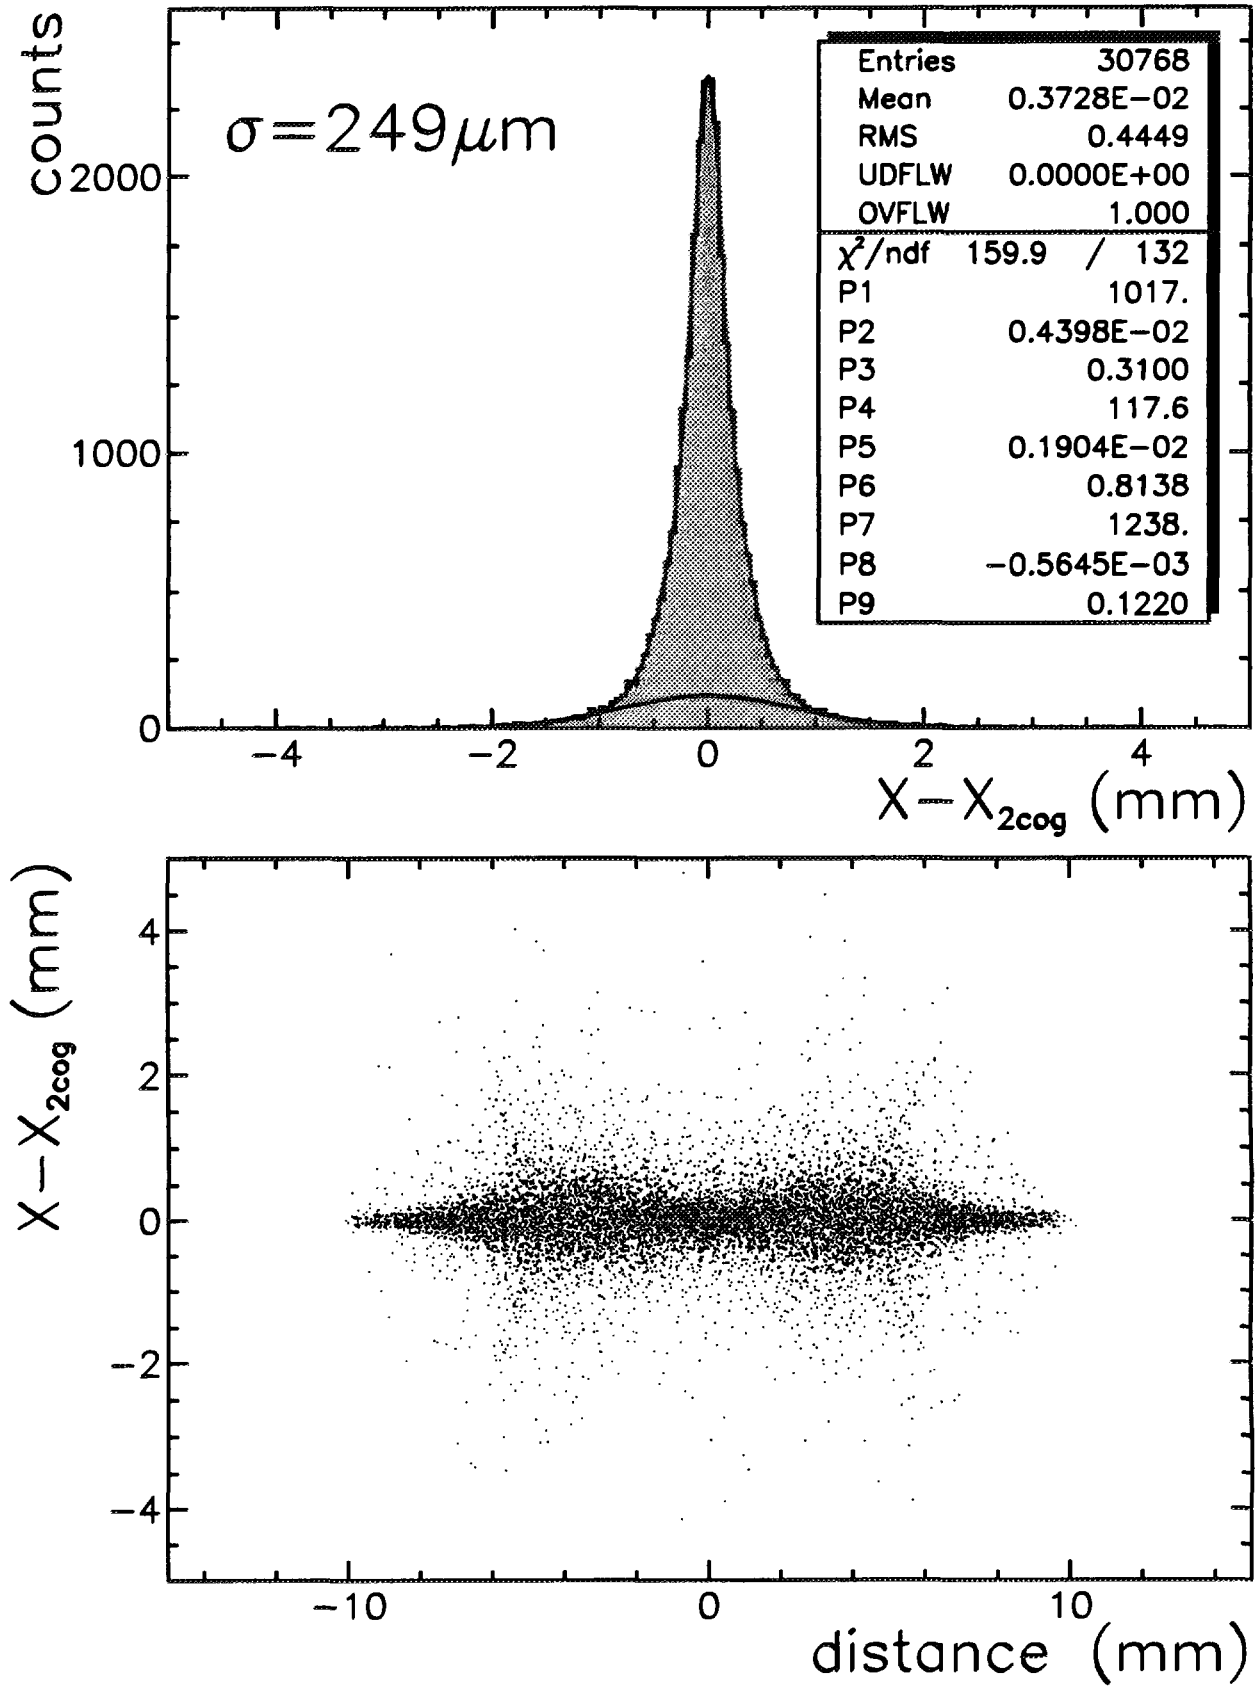 counts
σ=249μm
2000
1000
0
Entries 30768
Mean 0.3728E-02
RMS 0.4449
UDFLW 0.0000E+00
OVFLW 1.000
χ²/ndf 159.9 / 132
P1 1017.
P2 0.4398E-02
P3 0.3100
P4 117.6
P5 0.1904E-02
P6 0.8138
P7 1238.
P8 -0.5645E-03
P9 0.1220
-4 -2 0 2 4
X-X2cog (mm)
X-X2cog (mm)
4
2
0
-2
-4
-10 0 10
distance (mm)